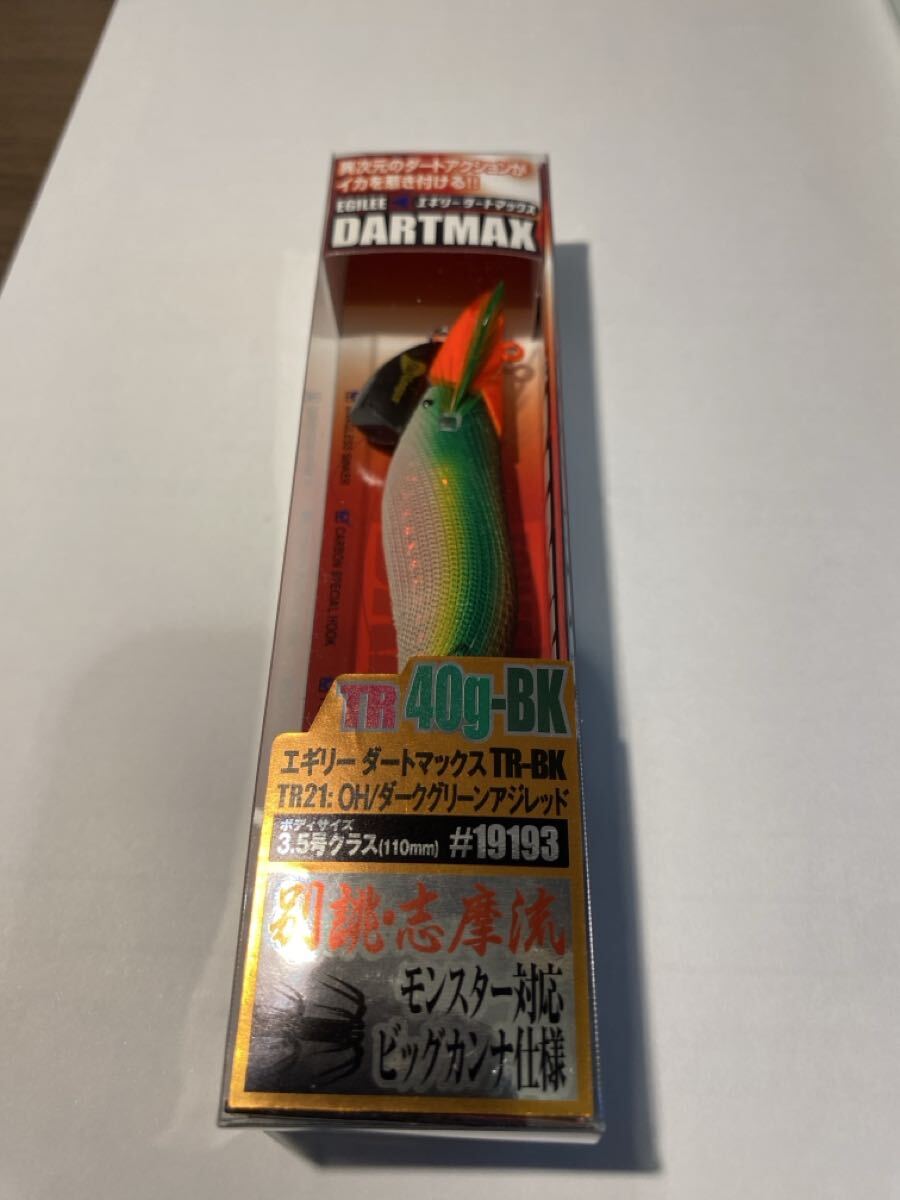 異次元のダートアクションが
イカを惹き付ける!!
EGILEE エギリーダートマックス
DARTMAX
CARBON SPECIAL HOOK
TR 40g-BK
エギリー ダートマックス TR-BK
TR21: OH/ダークグリーンアジレッド
ボディサイズ
3.5号クラス(110mm) #19193
別誂・志摩流
モンスター対応
ビッグカンナ仕様